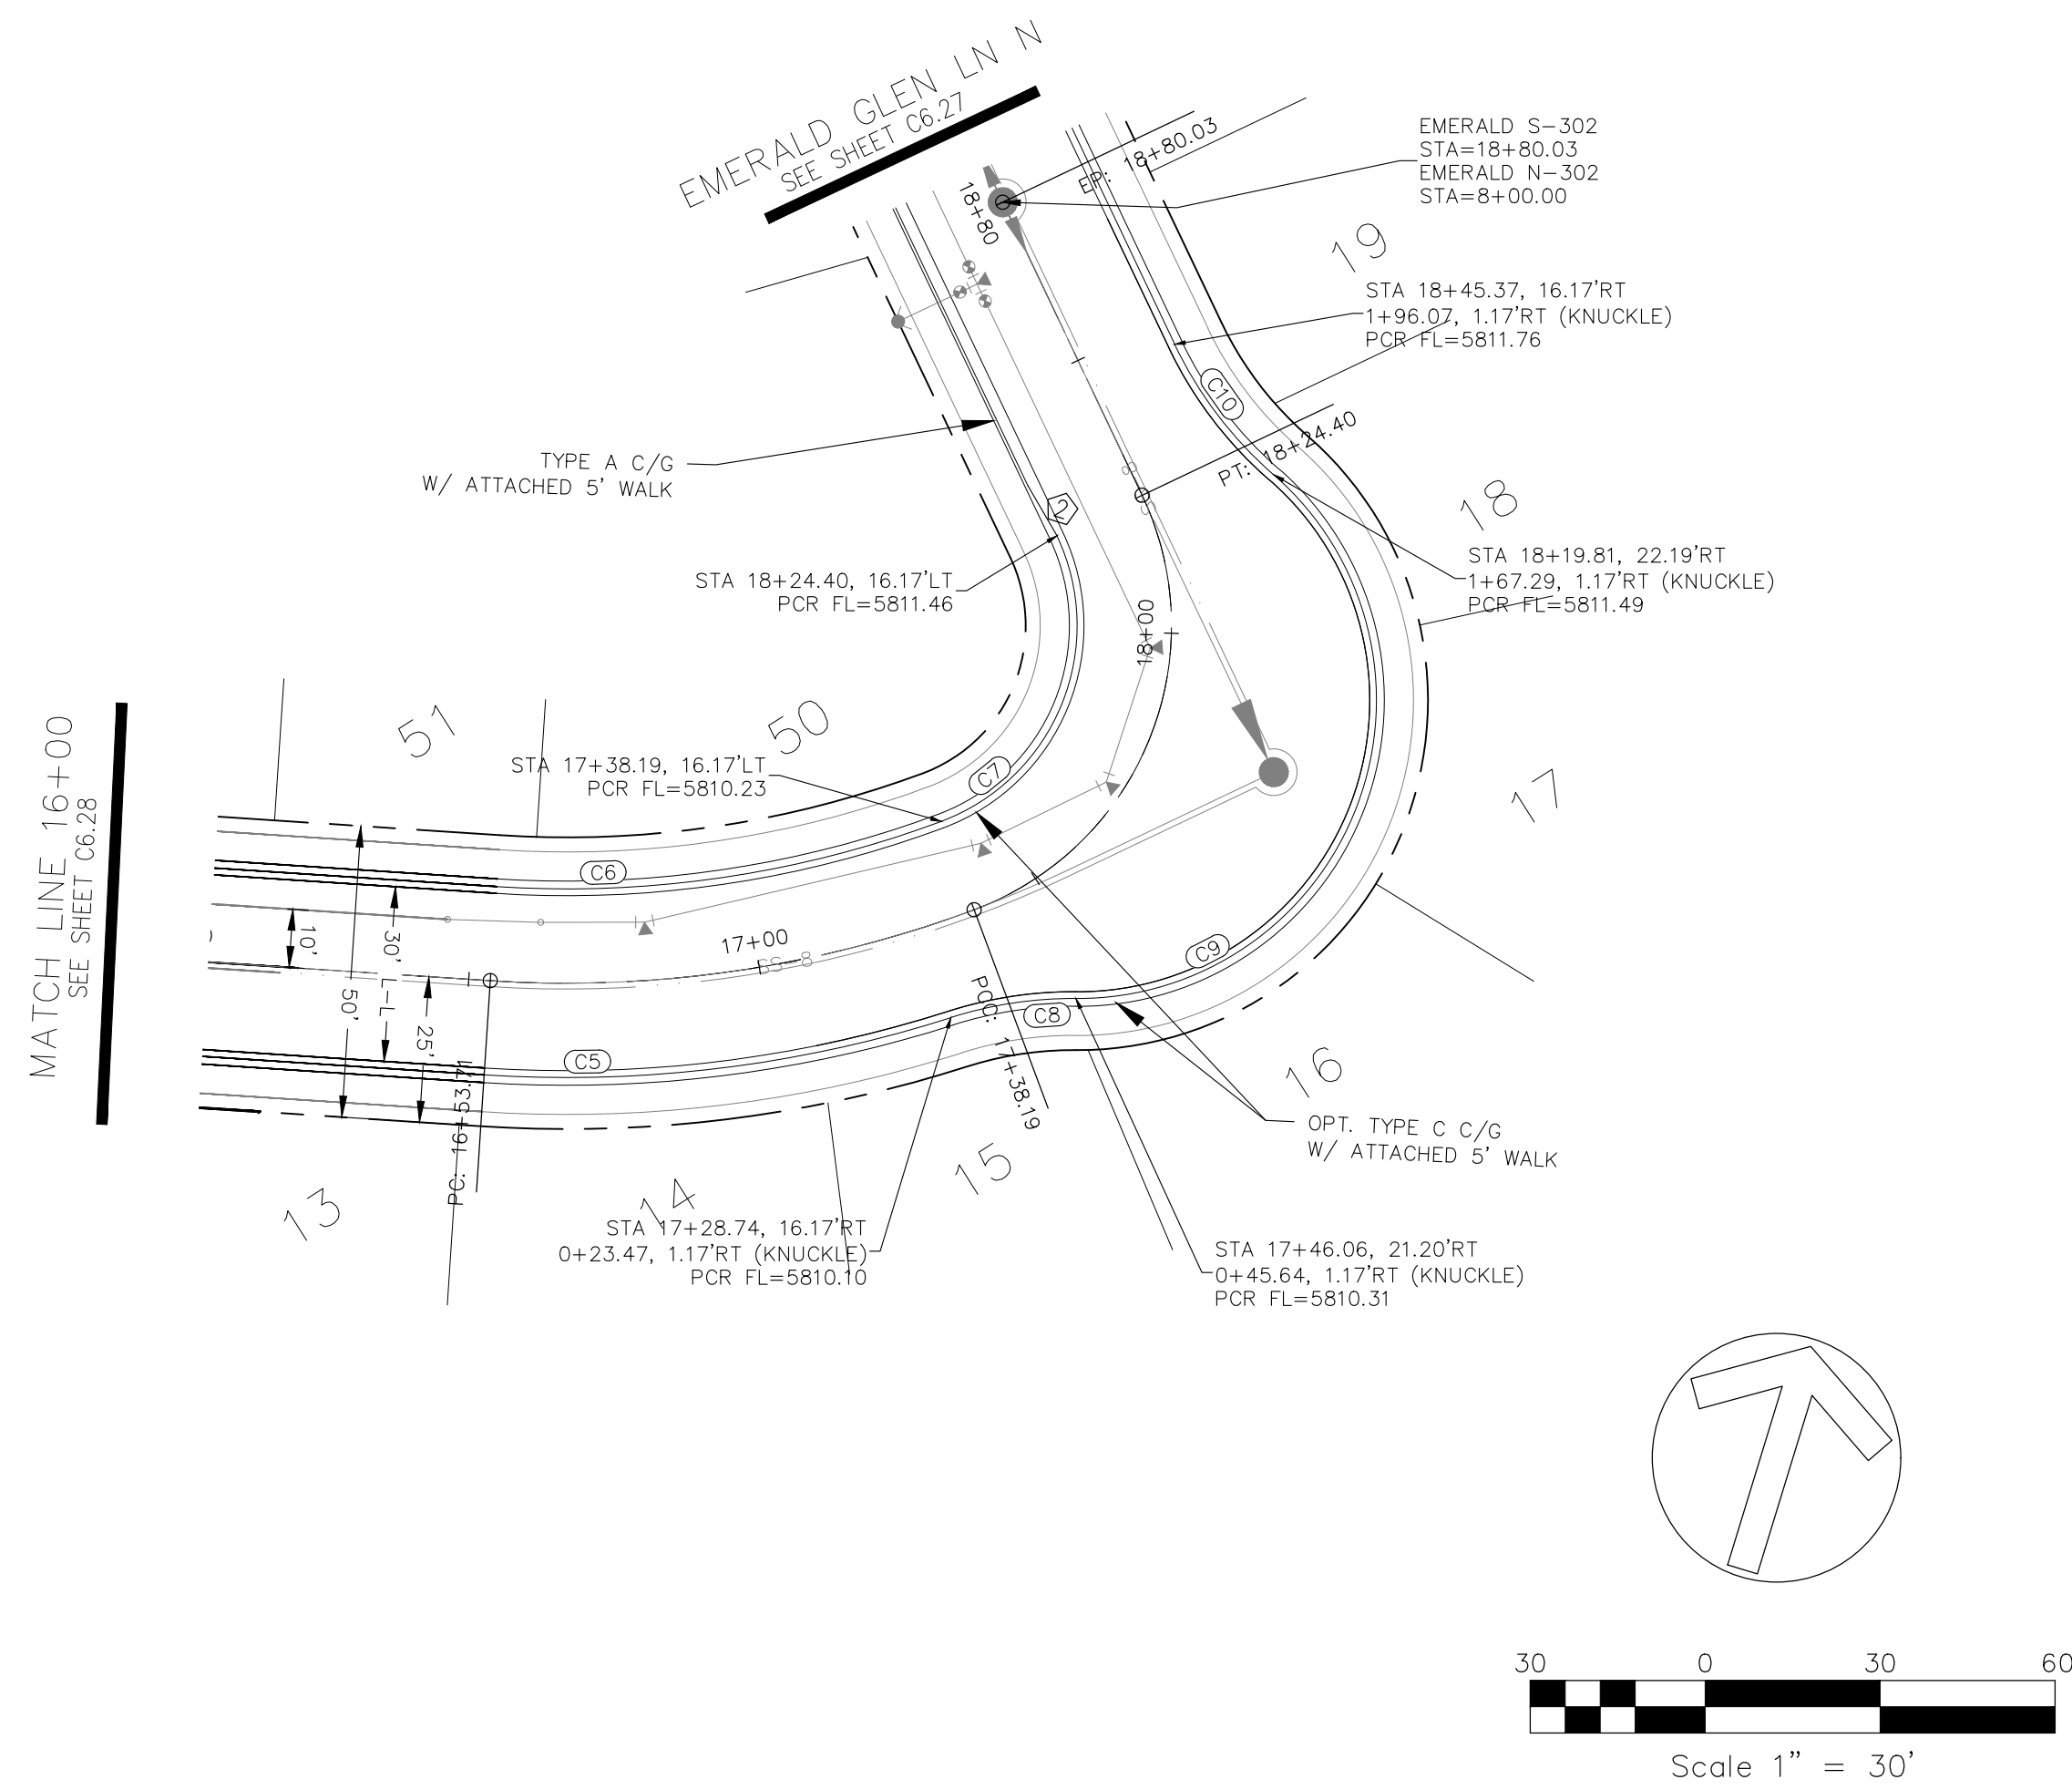 EMERALD GLEN LN N
SEE SHEET C6.27
EMERALD S-302
STA=18+80.03
EMERALD N-302
STA=8+00.00
EP: 18+80.03
18+80
19
STA 18+45.37, 16.17'RT
1+96.07, 1.17'RT (KNUCKLE)
PCR FL=5811.76
C10
PT: 18+24.40
TYPE A C/G
W/ ATTACHED 5' WALK
2
18
STA 18+19.81, 22.19'RT
1+67.29, 1.17'RT (KNUCKLE)
PCR FL=5811.49
STA 18+24.40, 16.17'LT
PCR FL=5811.46
18+00
MATCH LINE 16+00
SEE SHEET C6.28
51
50
STA 17+38.19, 16.17'LT
PCR FL=5810.23
C7
17
C6
10'
30'
L-L
50'
25'
17+00
SS-8
C9
PCC: 17+38.19
C8
C5
PC: 16+53.74
16
OPT. TYPE C C/G
W/ ATTACHED 5' WALK
13
14
15
STA 17+28.74, 16.17'RT
0+23.47, 1.17'RT (KNUCKLE)
PCR FL=5810.10
STA 17+46.06, 21.20'RT
0+45.64, 1.17'RT (KNUCKLE)
PCR FL=5810.31
30 0 30 60
Scale 1" = 30'